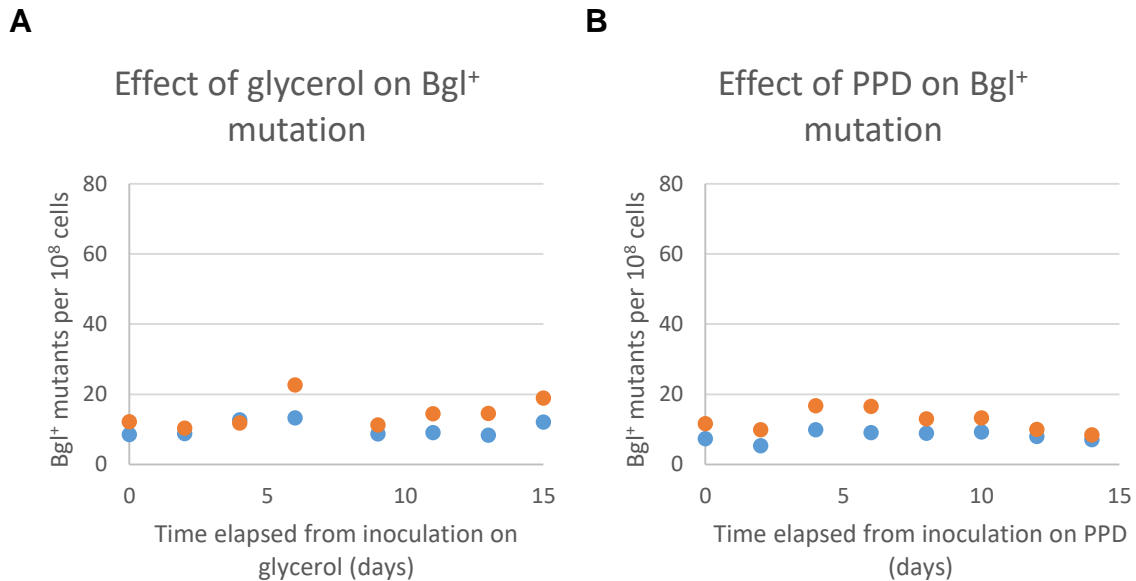 A
Effect of glycerol on Bgl⁺
mutation
Bgl⁺ mutants per 10⁸ cells
80
60
40
20
0
0
5
10
15
Time elapsed from inoculation on
glycerol (days)
B
Effect of PPD on Bgl⁺
mutation
Bgl⁺ mutants per 10⁸ cells
80
60
40
20
0
0
5
10
15
Time elapsed from inoculation on PPD
(days)